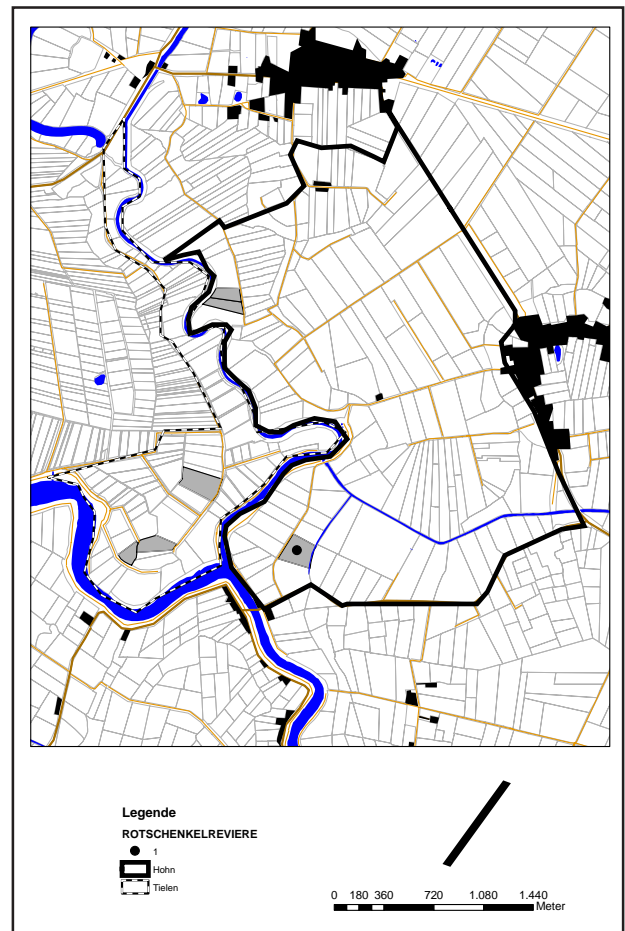 Legende
ROTSCHENKELREVIERE
1
Hohn
Tielen
0 180 360 720 1.080 1.440
Meter